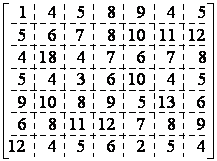 1 4 5 8 9 4 5
5 6 7 8 10 11 12
4 18 4 7 6 7 8
5 4 3 6 10 4 5
9 10 8 9 5 13 6
6 8 11 12 7 8 9
12 4 5 6 2 5 4